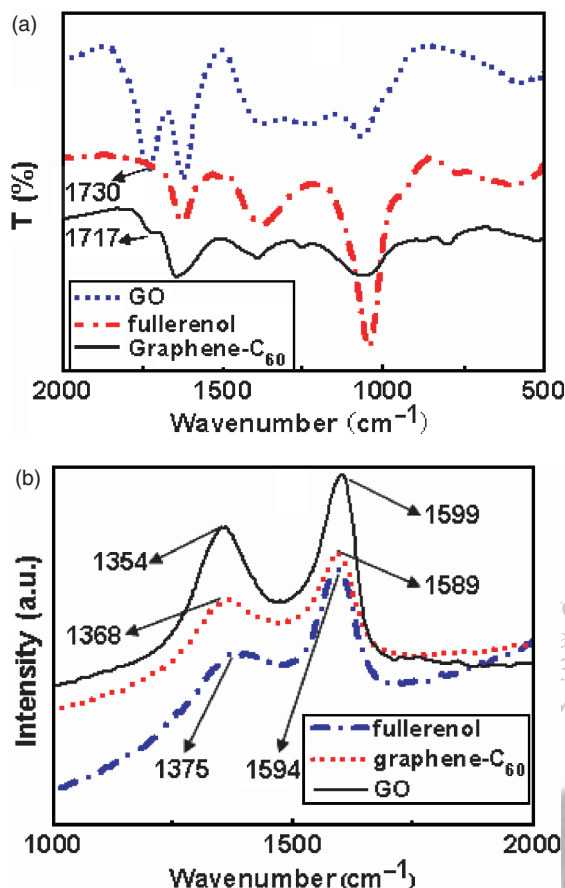 (a)
T (%)
1730
1717
GO
fullerenol
Graphene-C₆₀
2000 1500 1000 500
Wavenumber (cm⁻¹)
(b)
Intensity (a.u.)
1354
1599
1589
1368
1375
1594
fullerenol
graphene-C₆₀
GO
1000 1500 2000
Wavenumber (cm⁻¹)